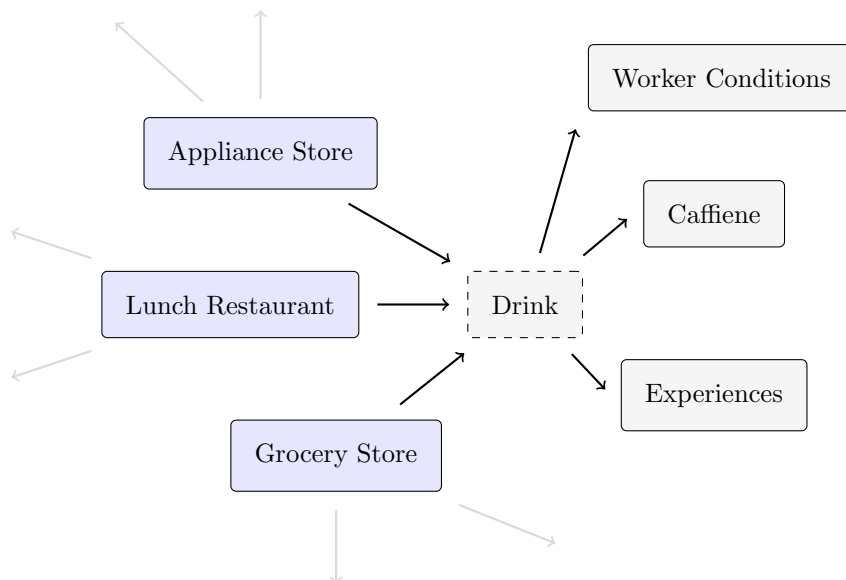 Worker Conditions
Appliance Store
Caffiene
Lunch Restaurant
Drink
Experiences
Grocery Store